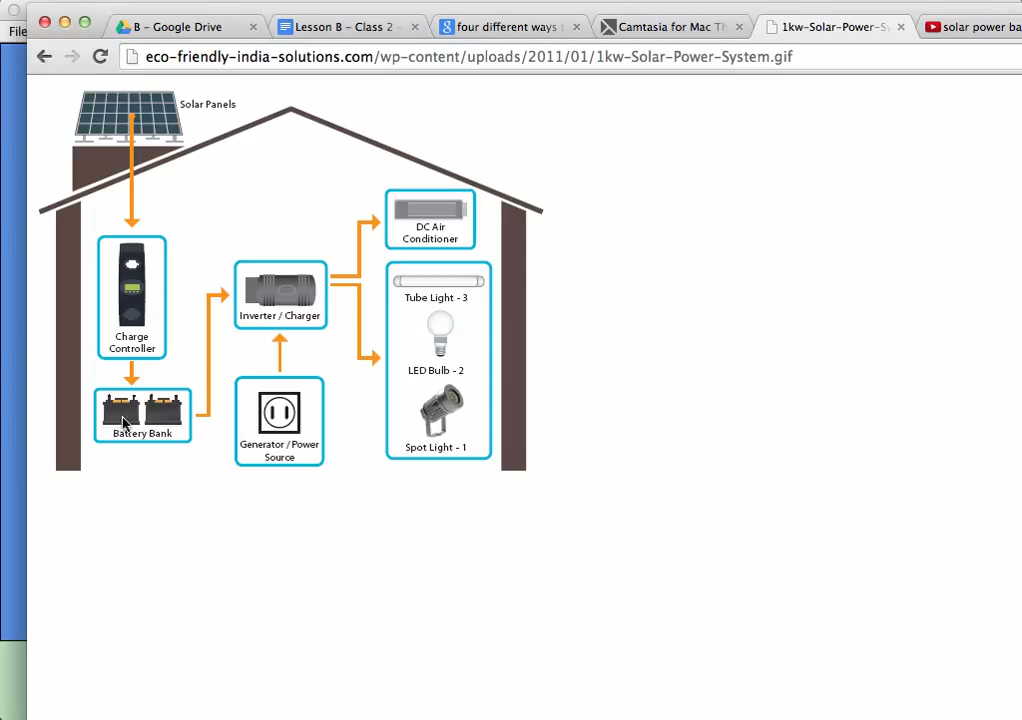 File
B – Google Drive
Lesson B – Class 2 –
four different ways
Camtasia for Mac Th
1kw-Solar-Power-S
solar power ba
eco-friendly-india-solutions.com/wp-content/uploads/2011/01/1kw-Solar-Power-System.gif
Solar Panels
DC Air
Conditioner
Tube Light - 3
Inverter / Charger
Charge
Controller
LED Bulb - 2
Battery Bank
Generator / Power
Source
Spot Light - 1